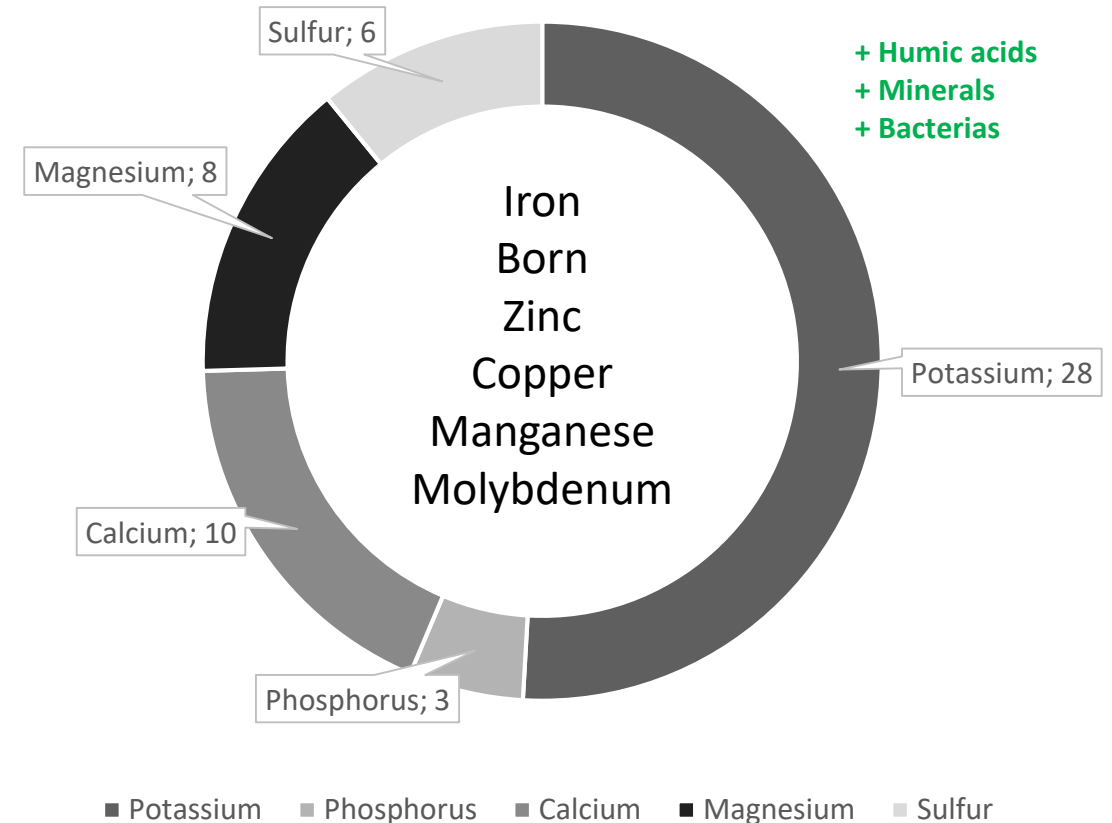 Sulfur; 6
+ Humic acids
+ Minerals
+ Bacterias
Magnesium; 8
Iron
Born
Zinc
Copper
Manganese
Molybdenum
Potassium; 28
Calcium; 10
Phosphorus; 3
Potassium
Phosphorus
Calcium
Magnesium
Sulfur